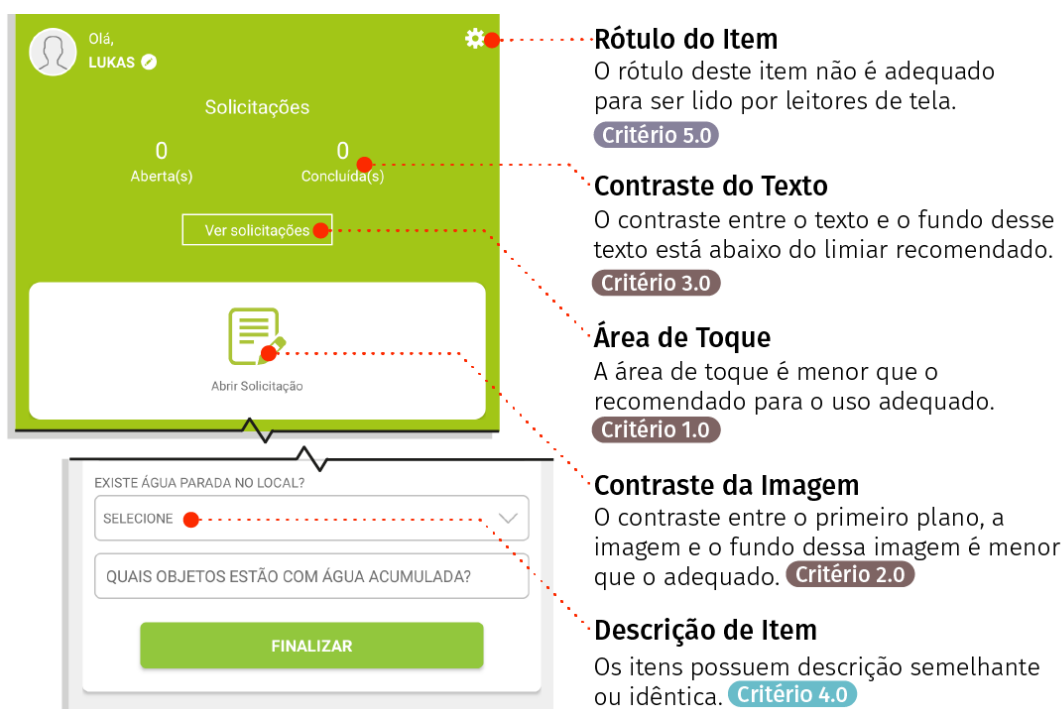 Olá,
LUKAS
Solicitações
0
0
Aberta(s)
Concluída(s)
Ver solicitações
Abrir Solicitação
EXISTE ÁGUA PARADA NO LOCAL?
SELECIONE
QUAIS OBJETOS ESTÃO COM ÁGUA ACUMULADA?
FINALIZAR
Rótulo do Item
O rótulo deste item não é adequado
para ser lido por leitores de tela.
Critério 5.0
Contraste do Texto
O contraste entre o texto e o fundo desse
texto está abaixo do limiar recomendado.
Critério 3.0
Área de Toque
A área de toque é menor que o
recomendado para o uso adequado.
Critério 1.0
Contraste da Imagem
O contraste entre o primeiro plano, a
imagem e o fundo dessa imagem é menor
que o adequado. Critério 2.0
Descrição de Item
Os itens possuem descrição semelhante
ou idêntica. Critério 4.0